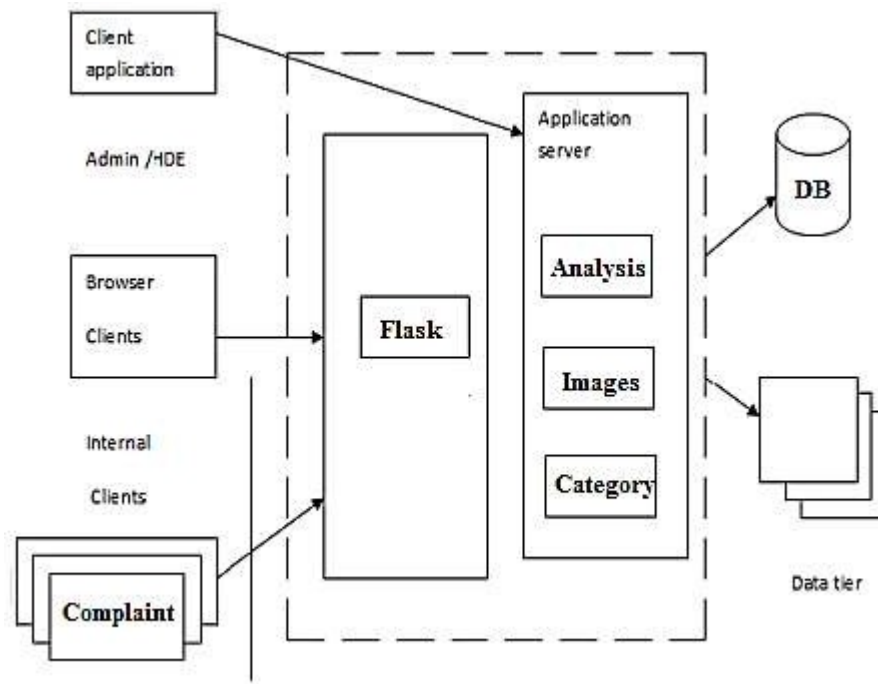 Client
application
Admin /HDE
Browser
Clients
Internal
Clients
Complaint
Flask
Application
server
Analysis
Images
Category
DB
Data tier